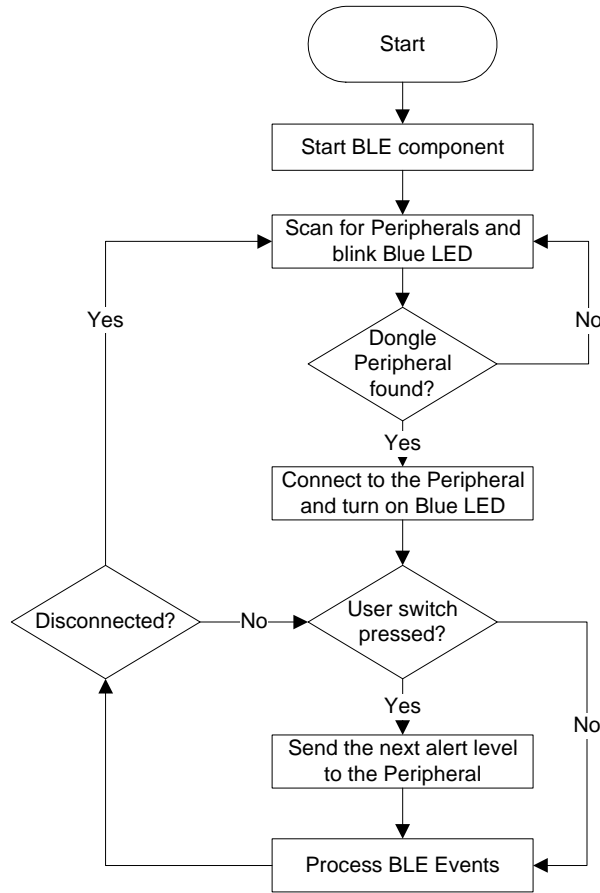 Start
Start BLE component
Scan for Peripherals and
blink Blue LED
Yes
No
Dongle
Peripheral
found?
Yes
Connect to the Peripheral
and turn on Blue LED
Disconnected?
No
User switch
pressed?
Yes
No
Send the next alert level
to the Peripheral
Process BLE Events